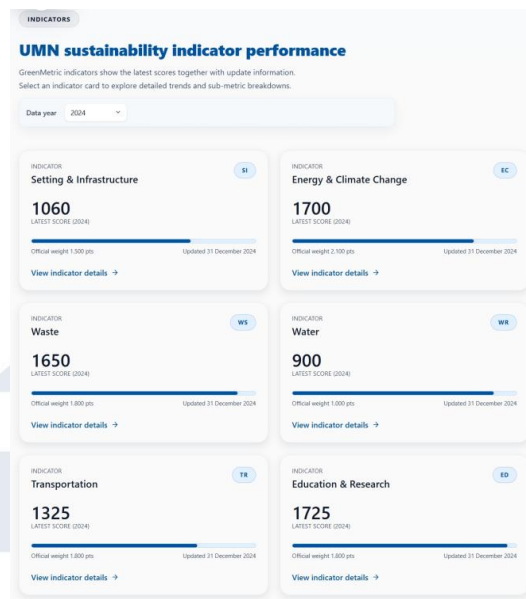 INDICATORS
UMN sustainability indicator performance
GreenMetric indicators show the latest scores together with update information.
Select an indicator card to explore detailed trends and sub-metric breakdowns.
Data year 2024
INDICATOR
SI
Setting & Infrastructure
1060
LATEST SCORE (2024)
Official weight 1.500 pts
Updated 31 December 2024
View indicator details →
INDICATOR
EC
Energy & Climate Change
1700
LATEST SCORE (2024)
Official weight 2.100 pts
Updated 31 December 2024
View indicator details →
INDICATOR
WS
Waste
1650
LATEST SCORE (2024)
Official weight 1.800 pts
Updated 31 December 2024
View indicator details →
INDICATOR
WR
Water
900
LATEST SCORE (2024)
Official weight 1.000 pts
Updated 31 December 2024
View indicator details →
INDICATOR
TR
Transportation
1325
LATEST SCORE (2024)
Official weight 1.800 pts
Updated 31 December 2024
View indicator details →
INDICATOR
ED
Education & Research
1725
LATEST SCORE (2024)
Official weight 1.800 pts
Updated 31 December 2024
View indicator details →